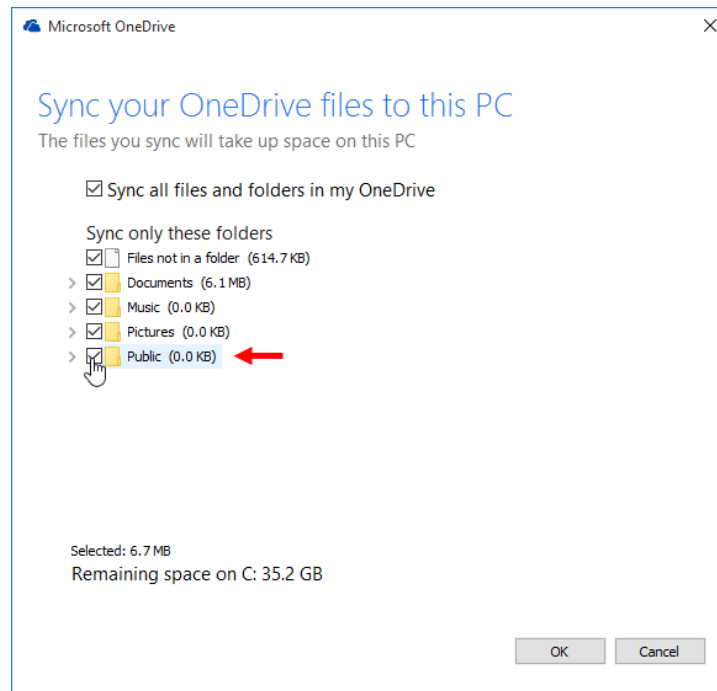 Microsoft OneDrive
Sync your OneDrive files to this PC
The files you sync will take up space on this PC
Sync all files and folders in my OneDrive
Sync only these folders
Files not in a folder (614.7 KB)
Documents (6.1 MB)
Music (0.0 KB)
Pictures (0.0 KB)
Public (0.0 KB)
Selected: 6.7 MB
Remaining space on C: 35.2 GB
OK Cancel